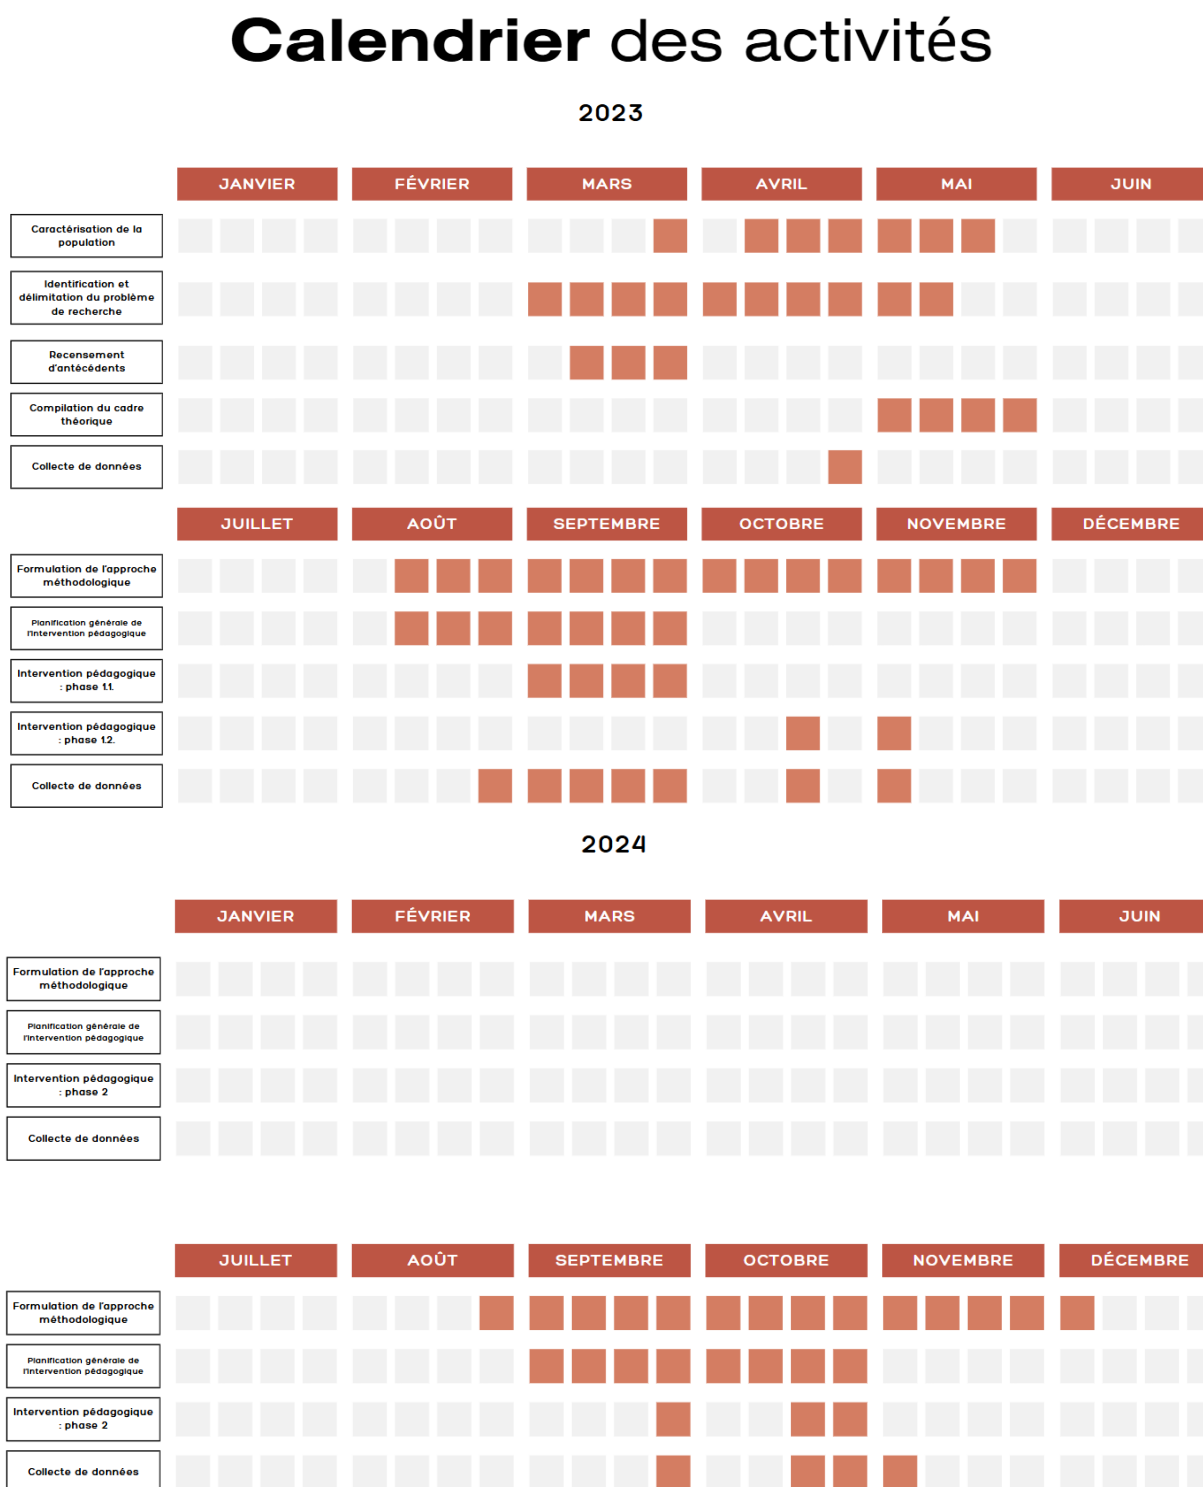 Calendrier des activités
2023
JANVIER FÉVRIER MARS AVRIL MAI JUIN
Caractérisation de la
population
Identification et
délimitation du problème
de recherche
Recensement
d'antécédents
Compilation du cadre
théorique
Collecte de données
JUILLET AOÛT SEPTEMBRE OCTOBRE NOVEMBRE DÉCEMBRE
Formulation de l'approche
méthodologique
Planification générale de
l'intervention pédagogique
Intervention pédagogique
: phase 1.1.
Intervention pédagogique
: phase 1.2.
Collecte de données
2024
JANVIER FÉVRIER MARS AVRIL MAI JUIN
Formulation de l'approche
méthodologique
Planification générale de
l'intervention pédagogique
Intervention pédagogique
: phase 2
Collecte de données
JUILLET AOÛT SEPTEMBRE OCTOBRE NOVEMBRE DÉCEMBRE
Formulation de l'approche
méthodologique
Planification générale de
l'intervention pédagogique
Intervention pédagogique
: phase 2
Collecte de données